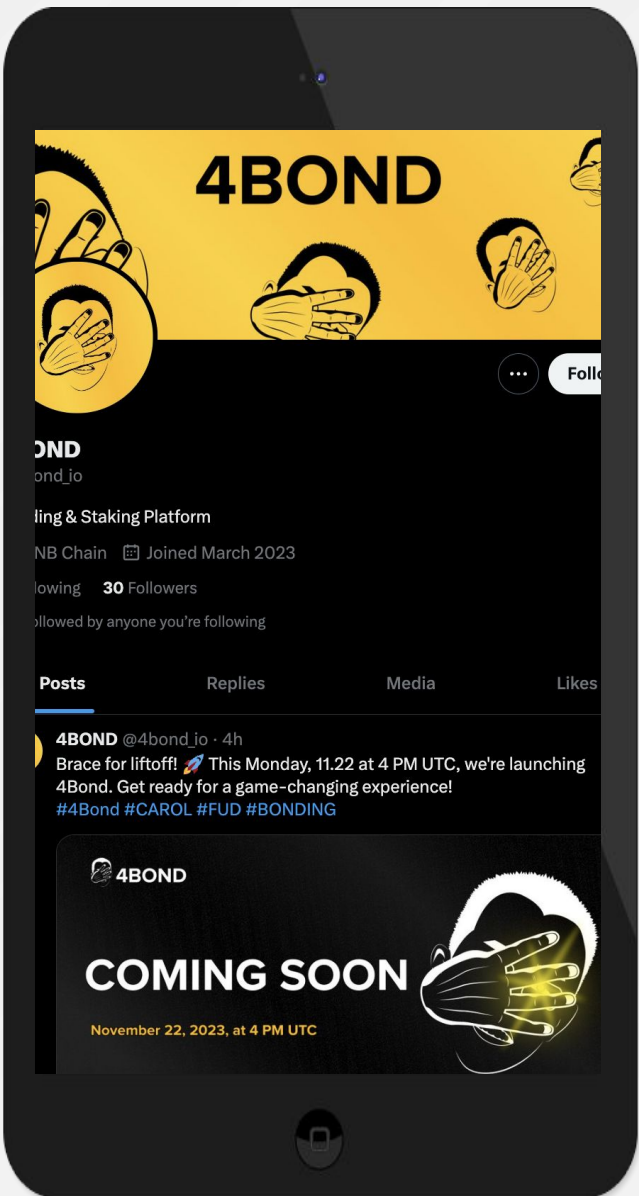 4BOND
Follo
OND
ond_io
ding & Staking Platform
NB Chain Joined March 2023
lowing 30 Followers
ollowed by anyone you’re following
Posts Replies Media Likes
4BOND @4bond_io · 4h
Brace for liftoff! 🚀 This Monday, 11.22 at 4 PM UTC, we're launching
4Bond. Get ready for a game-changing experience!
#4Bond #CAROL #FUD #BONDING
4BOND
COMING SOON
November 22, 2023, at 4 PM UTC